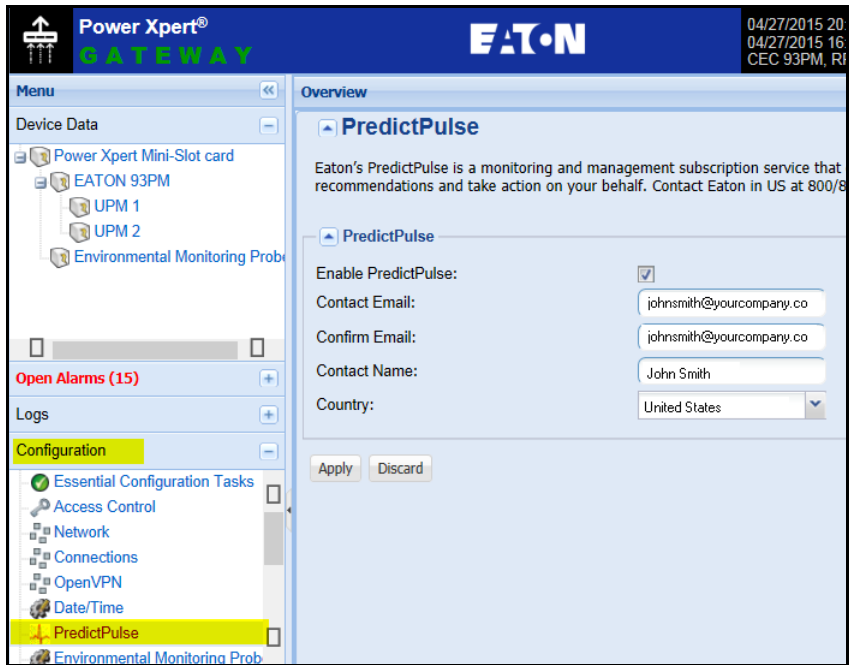 Power Xpert®
GATEWAY
EATON
04/27/2015 20:
04/27/2015 16:
CEC 93PM,
Menu
Device Data
Power Xpert Mini-Slot card
EATON 93PM
UPM 1
UPM 2
Environmental Monitoring Probe
Open Alarms (15)
Logs
Configuration
Essential Configuration Tasks
Access Control
Network
Connections
OpenVPN
Date/Time
PredictPulse
Environmental Monitoring Prob
Overview
PredictPulse
Eaton's PredictPulse is a monitoring and management subscription service that
recommendations and take action on your behalf. Contact Eaton in US at 800/8
PredictPulse
Enable PredictPulse:
Contact Email: johnsmith@yourcompany.co
Confirm Email: johnsmith@yourcompany.co
Contact Name: John Smith
Country: United States
Apply Discard